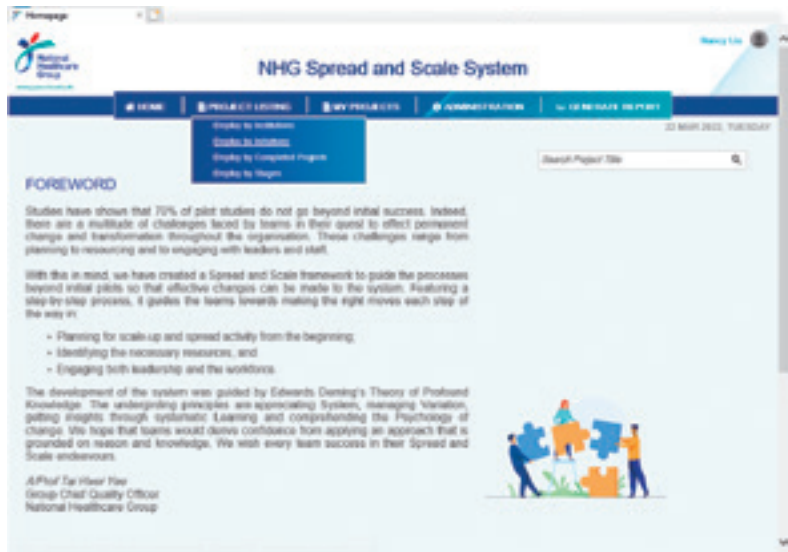 Homepage
National
Healthcare
Group
NHG Spread and Scale System
Nancy Liu
HOME
PROJECT LISTING
MY PROJECTS
ADMINISTRATION
GENERATE REPORT
Display by Institutions
Display by
Display by Completed Projects
Display by Stages
22 MAR 2022, TUESDAY
Search Project Title
FOREWORD
Studies have shown that 70% of pilot studies do not go beyond initial success. Indeed,
there are a multitude of challenges faced by teams in their quest to effect permanent
change and transformation throughout the organisation. These challenges range from
planning to resourcing and to engaging with leaders and staff.
With this in mind, we have created a Spread and Scale framework to guide the processes
beyond initial pilots so that effective changes can be made to the system. Featuring a
step-by-step process, it guides the teams towards making the right moves each step of
the way in:
• Planning for scale-up and spread activity from the beginning;
• Identifying the necessary resources, and
• Engaging both leadership and the workforce.
The development of the system was guided by Edwards Deming's Theory of Profound
Knowledge. The undergirding principles are appreciating System, managing Variation,
getting insights through systematic Learning and comprehending the Psychology of
change. We hope that teams would derive confidence from applying an approach that is
grounded on reason and knowledge. We wish every team success in their Spread and
Scale endeavours.
A/Prof Tai Hwei Yee
Group Chief Quality Officer
National Healthcare Group